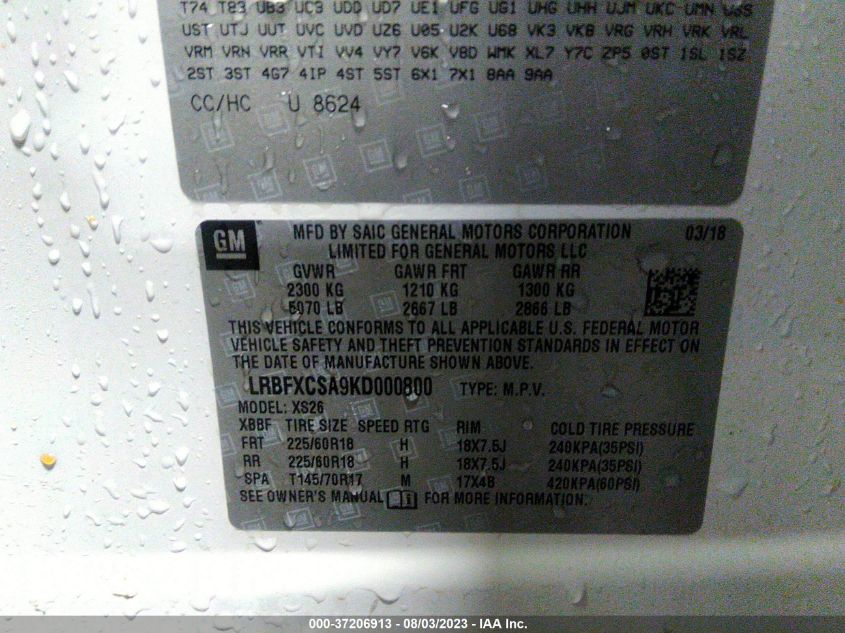 T74 T83 UB3 UC3 UDD UD7 UE1 UFG UG1 UHG UHH UJM UKC UMN
UST UTJ UUT UVC UVD UZ6 U05 U2K U68 VK3 VKB VRG VRH VRK VRL
VRM VRN VRR VTI VV4 VY7 V6K V8D WMK XL7 Y7C ZP5 0ST 1SL 1SZ
2ST 3ST 4G7 4IP 4ST 5ST 6X1 7X1 8AA 9AA
CC/HC U 8624
GM
MFD BY SAIC GENERAL MOTORS CORPORATION 03/18
LIMITED FOR GENERAL MOTORS LLC
GVWR GAWR FRT GAWR RR
2300 KG 1210 KG 1300 KG
5070 LB 2667 LB 2866 LB
THIS VEHICLE CONFORMS TO ALL APPLICABLE U.S. FEDERAL MOTOR
VEHICLE SAFETY AND THEFT PREVENTION STANDARDS IN EFFECT ON
THE DATE OF MANUFACTURE SHOWN ABOVE.
LRBFXCSA9KD000800 TYPE: M.P.V.
MODEL: XS26
XBBF TIRE SIZE SPEED RTG RIM COLD TIRE PRESSURE
FRT 225/60R18 H 18X7.5J 240KPA(35PSI)
RR 225/60R18 H 18X7.5J 240KPA(35PSI)
SPA T145/70R17 M 17X4B 420KPA(60PSI)
SEE OWNER'S MANUAL FOR MORE INFORMATION.
000-37206913 - 08/03/2023 - IAA Inc.